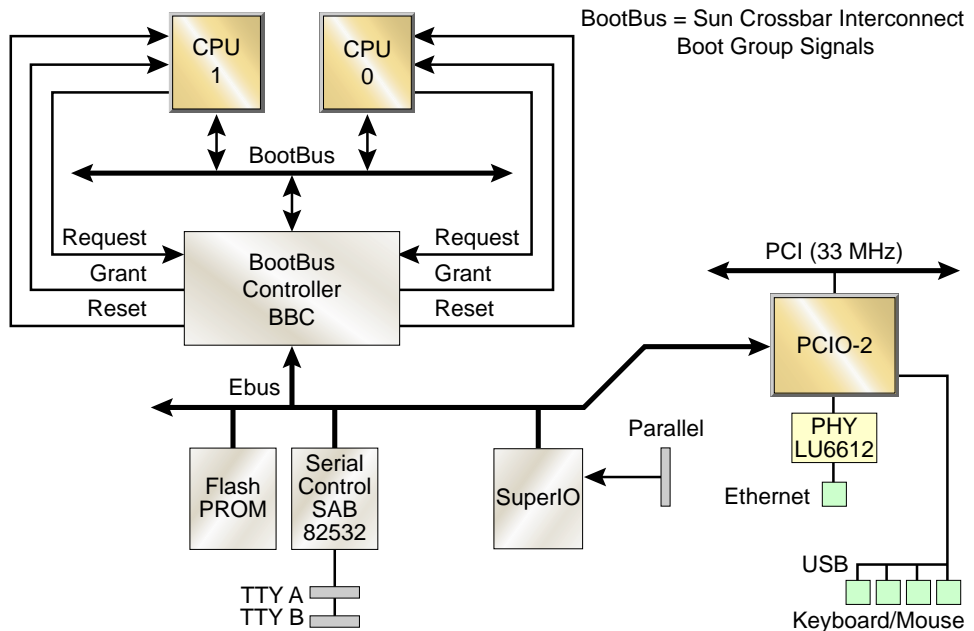 BootBus = Sun Crossbar Interconnect
Boot Group Signals
CPU
1
CPU
0
BootBus
Request
Grant
Reset
BootBus
Controller
BBC
Request
Grant
Reset
PCI (33 MHz)
PCIO-2
Ebus
Flash
PROM
Serial
Control
SAB
82532
SuperIO
Parallel
PHY
LU6612
Ethernet
TTY A
TTY B
USB
Keyboard/Mouse